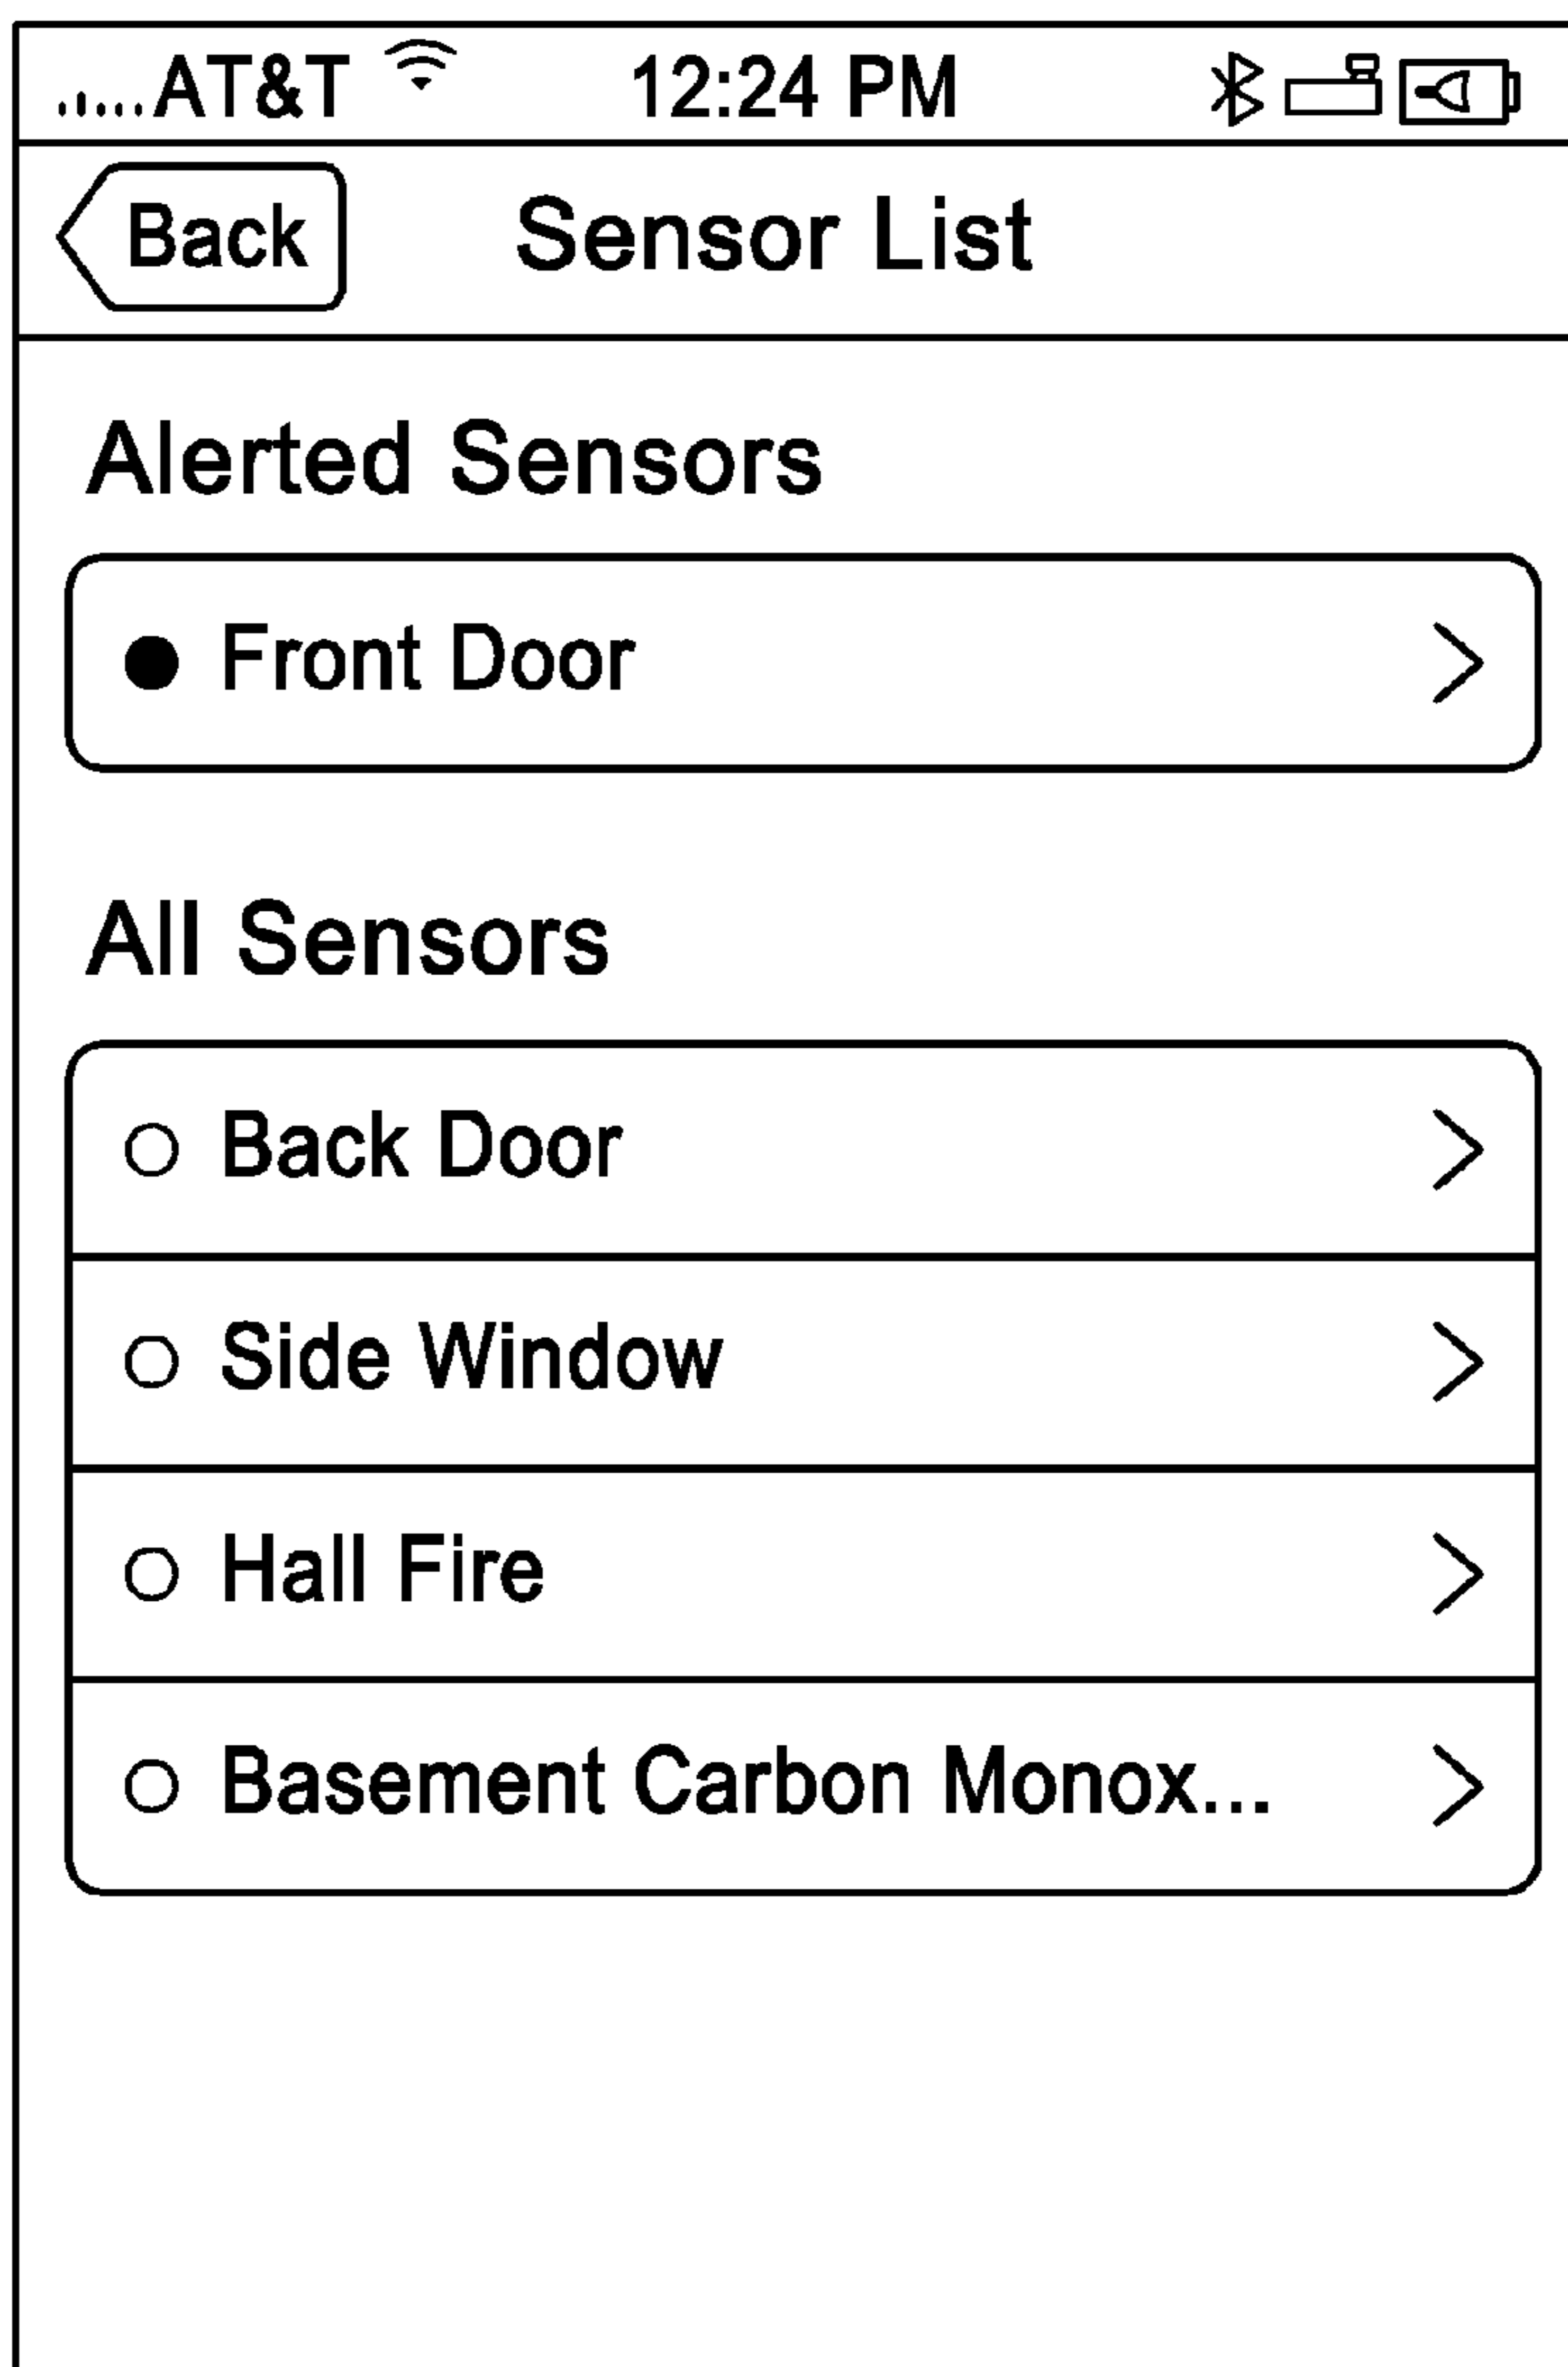 AT&T 12:24 PM
Back Sensor List
Alerted Sensors
Front Door
All Sensors
Back Door
Side Window
Hall Fire
Basement Carbon Monox...